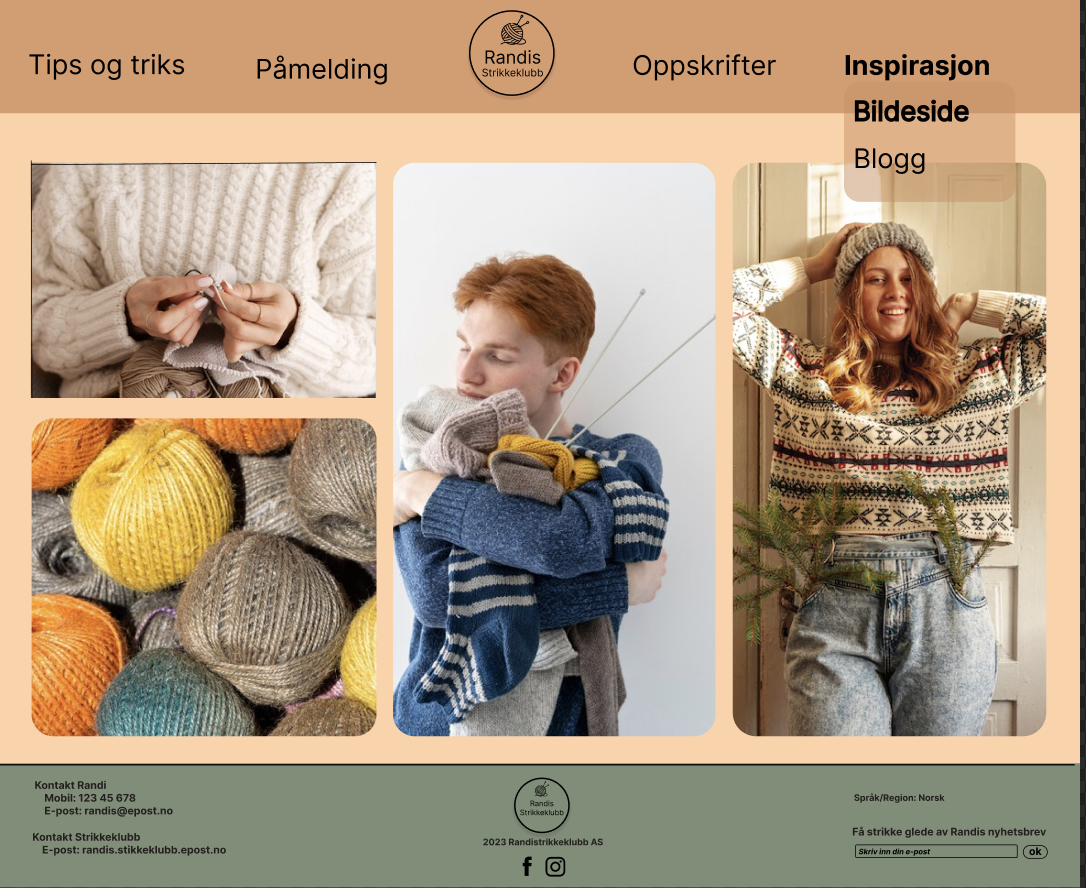 Tips og triks
Påmelding
Randis
Strikkeklubb
Oppskrifter
Inspirasjon
Bildeside
Blogg
Kontakt Randi
Mobil: 123 45 678
E-post: randis@epost.no
Kontakt Strikkeklubb
E-post: randis.stikkeklubb.epost.no
Randis
Strikkeklubb
2023 Randistrikkeklubb AS
Språk/Region: Norsk
Få strikke glede av Randis nyhetsbrev
Skriv inn din e-post
ok